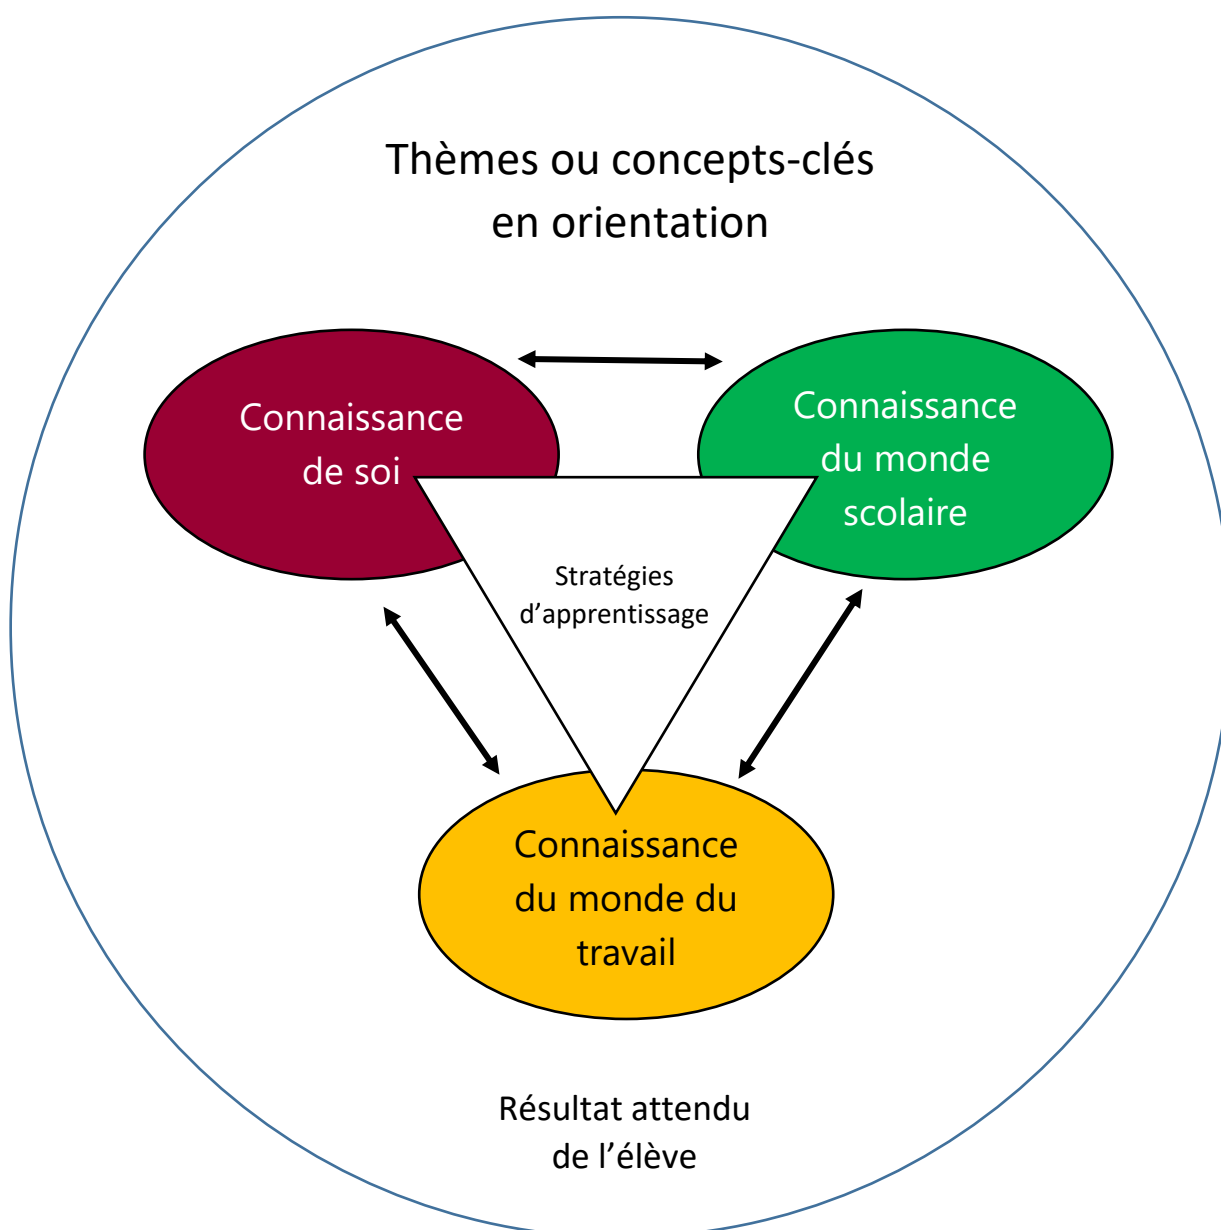 Thèmes ou concepts-clés
en orientation
Connaissance
de soi
Connaissance
du monde
scolaire
Stratégies
d’apprentissage
Connaissance
du monde du
travail
Résultat attendu
de l’élève